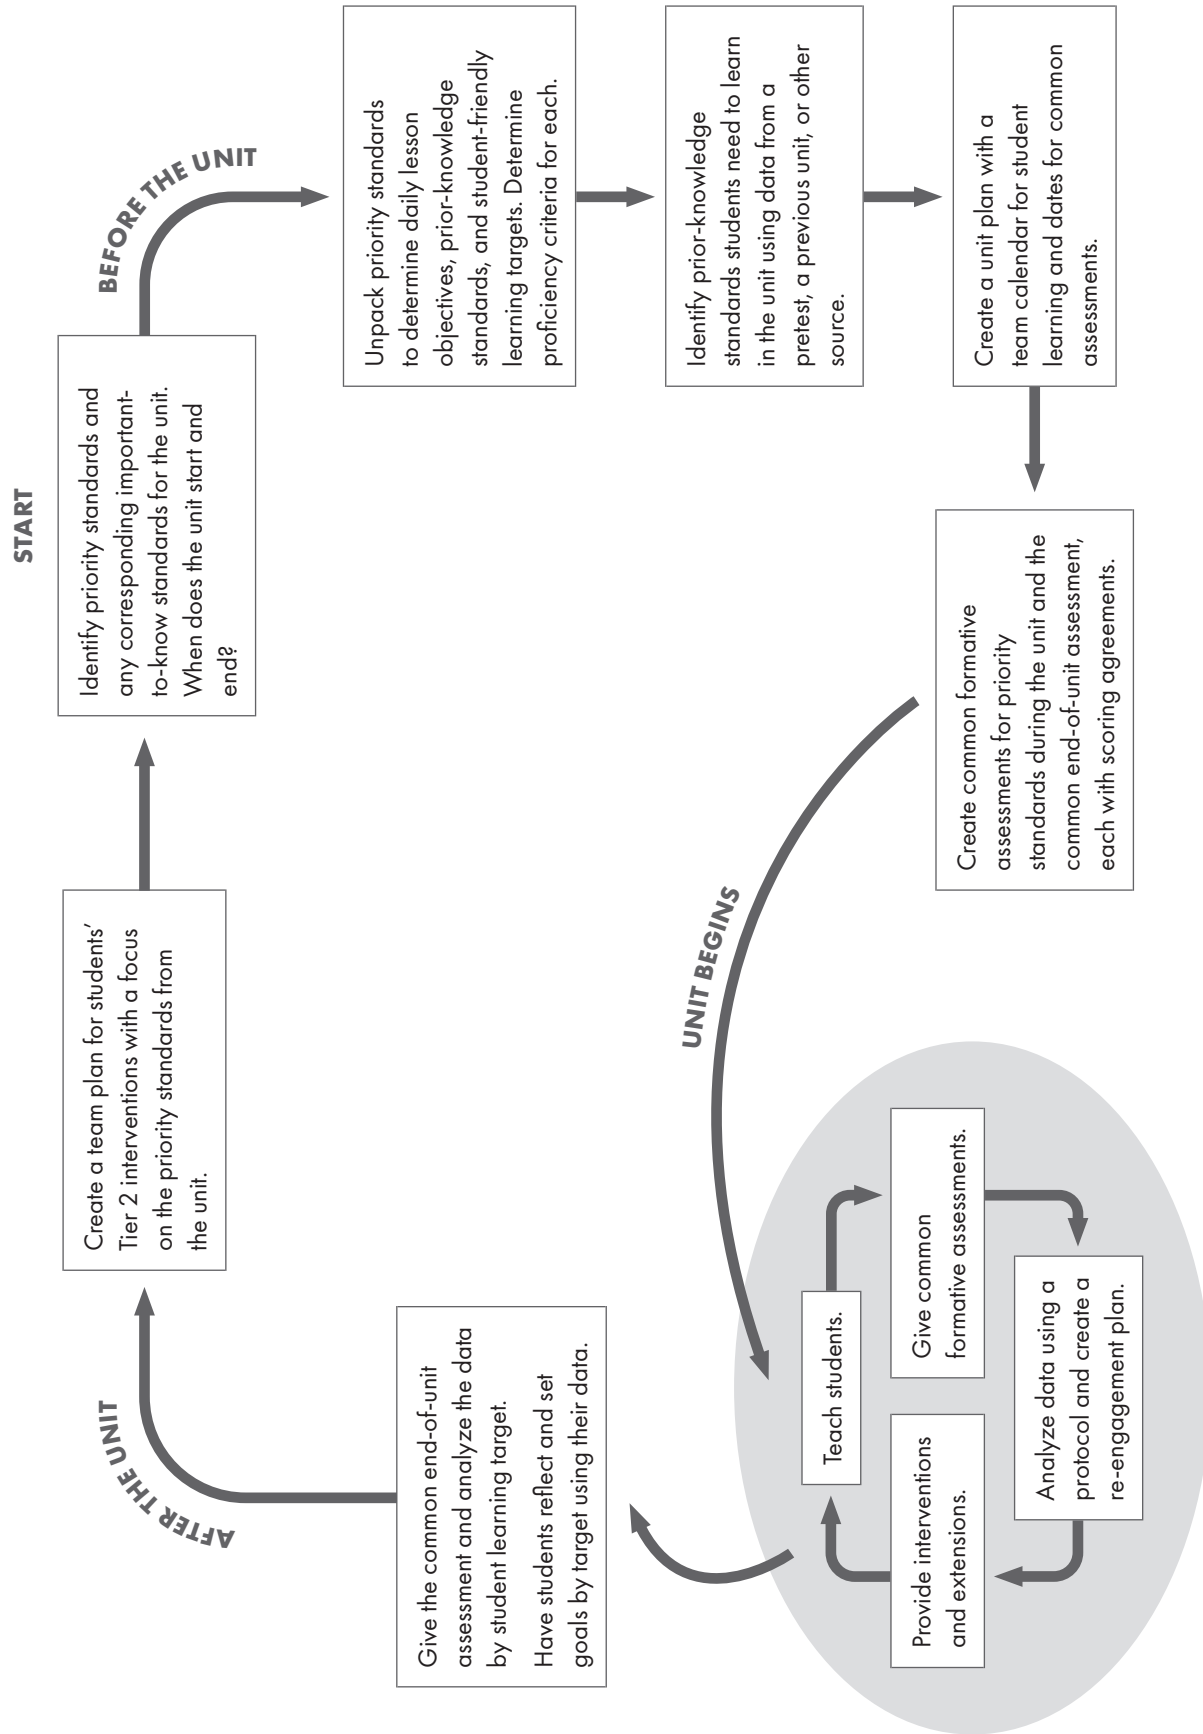 START
Identify priority standards and
any corresponding important-
to-know standards for the unit.
When does the unit start and
end?
BEFORE THE UNIT
Unpack priority standards
to determine daily lesson
objectives, prior-knowledge
standards, and student-friendly
learning targets. Determine
proficiency criteria for each.
Identify prior-knowledge
standards students need to learn
in the unit using data from a
pretest, a previous unit, or other
source.
Create a unit plan with a
team calendar for student
learning and dates for common
assessments.
Create common formative
assessments for priority
standards during the unit and the
common end-of-unit assessment,
each with scoring agreements.
UNIT BEGINS
Teach students.
Give common
formative assessments.
Analyze data using a
protocol and create a
re-engagement plan.
Provide interventions
and extensions.
Give the common end-of-unit
assessment and analyze the data
by student learning target.
Have students reflect and set
goals by target using their data.
AFTER THE UNIT
Create a team plan for students’
Tier 2 interventions with a focus
on the priority standards from
the unit.